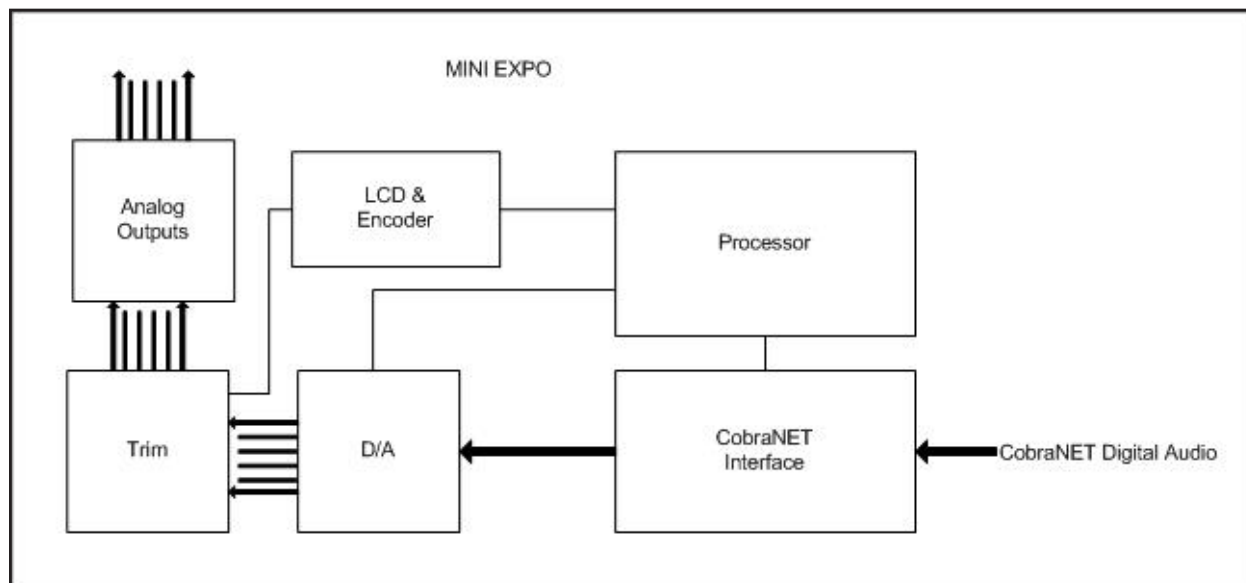 MINI EXPO
Analog
Outputs
LCD &
Encoder
Processor
Trim
D/A
CobraNET
Interface
CobraNET Digital Audio